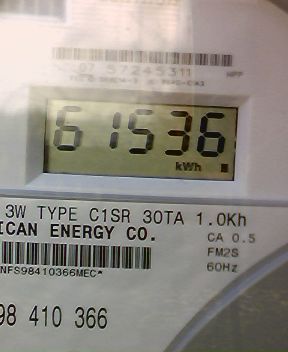 07 57245311
61536
kWh
3W TYPE C1SR 30TA 1.0Kh
ICAN ENERGY CO.
CA 0.5
FM2S
60Hz
NFS98410366MEC*
98 410 366